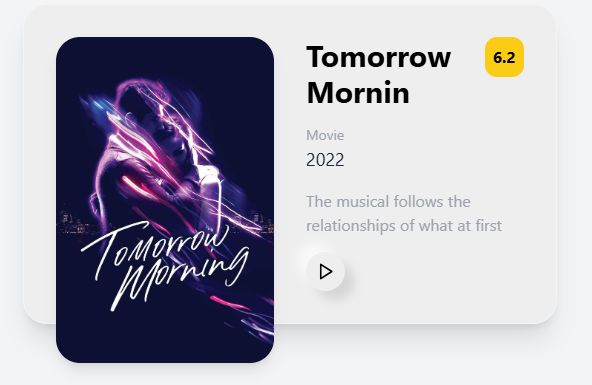 Tomorrow
Morning
Tomorrow
Mornin
6.2
Movie
2022
The musical follows the
relationships of what at first